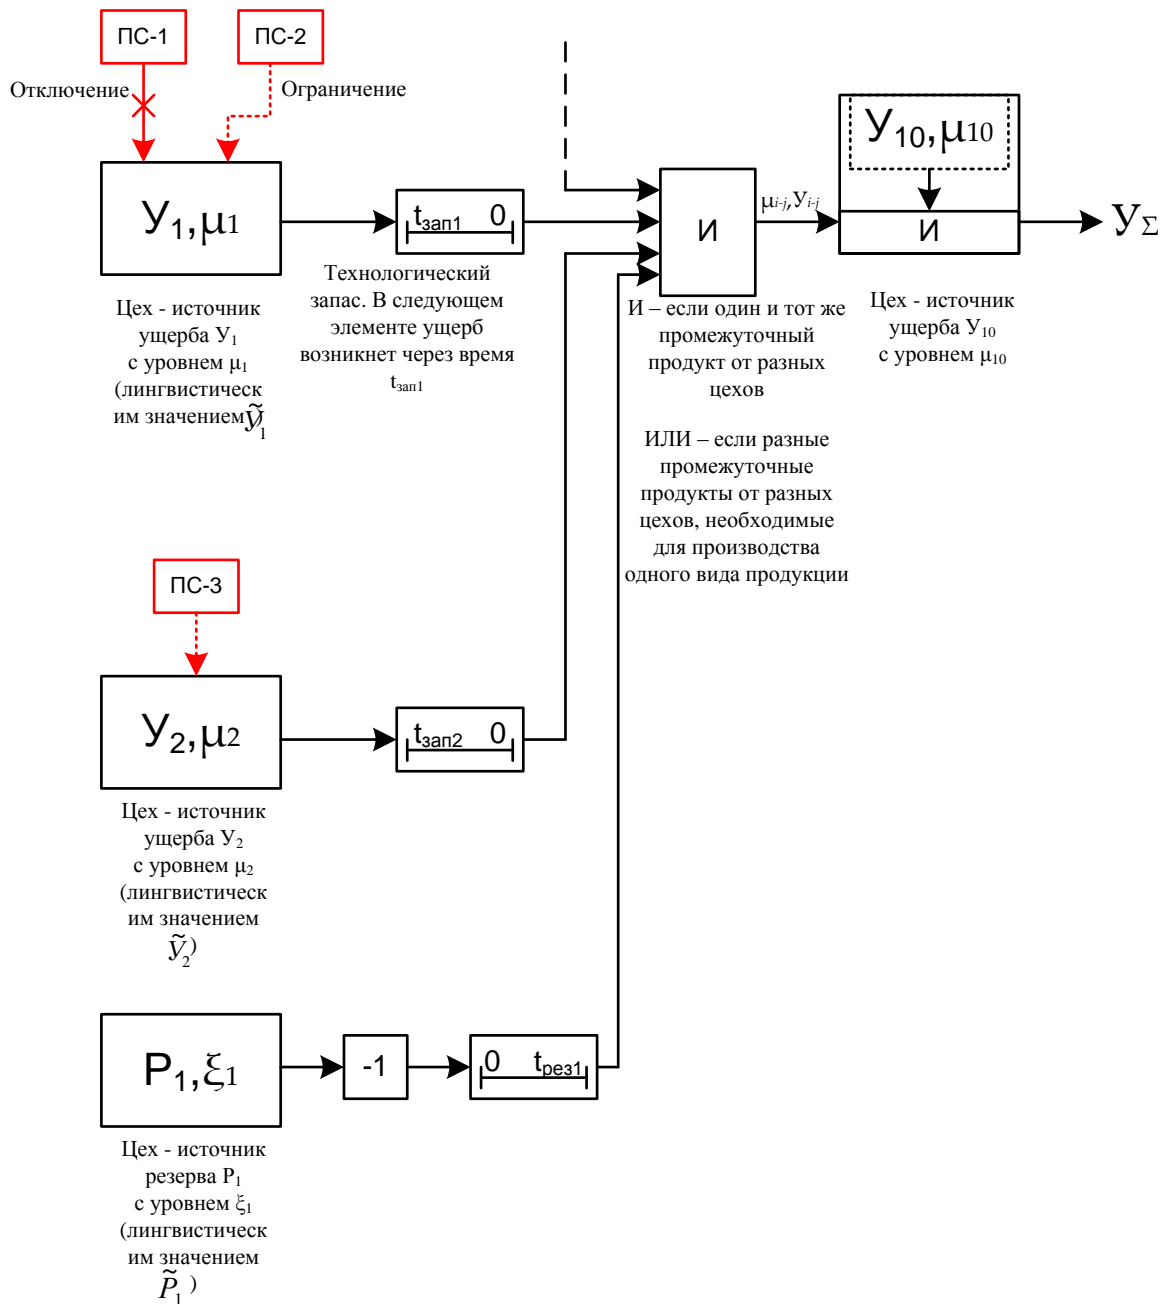 ПС-1
ПС-2
Отключение
Ограничение
У1,μ1
tзап1 0
И
μi-j,Уi-j
У10,μ10
И
УΣ
Цех - источник
ущерба У1
с уровнем μ1
(лингвистическ
им значением Ỹ1)
Технологический
запас. В следующем
элементе ущерб
возникнет через время
tзап1
И – если один и тот же
промежуточный
продукт от разных
цехов
ИЛИ – если разные
промежуточные
продукты от разных
цехов, необходимые
для производства
одного вида продукции
Цех - источник
ущерба У10
с уровнем μ10
ПС-3
У2,μ2
tзап2 0
Цех - источник
ущерба У2
с уровнем μ2
(лингвистическ
им значением
Ỹ2)
Р1,ξ1
-1
0 tрез1
Цех - источник
резерва Р1
с уровнем ξ1
(лингвистическ
им значением
P̃1)